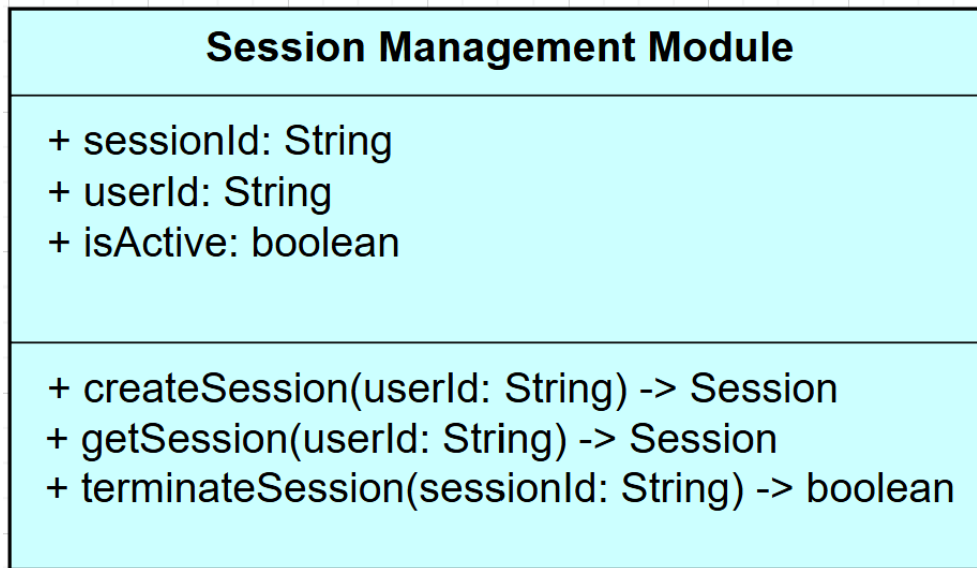 Session Management Module
+ sessionId: String
+ userId: String
+ isActive: boolean
+ createSession(userId: String) -> Session
+ getSession(userId: String) -> Session
+ terminateSession(sessionId: String) -> boolean